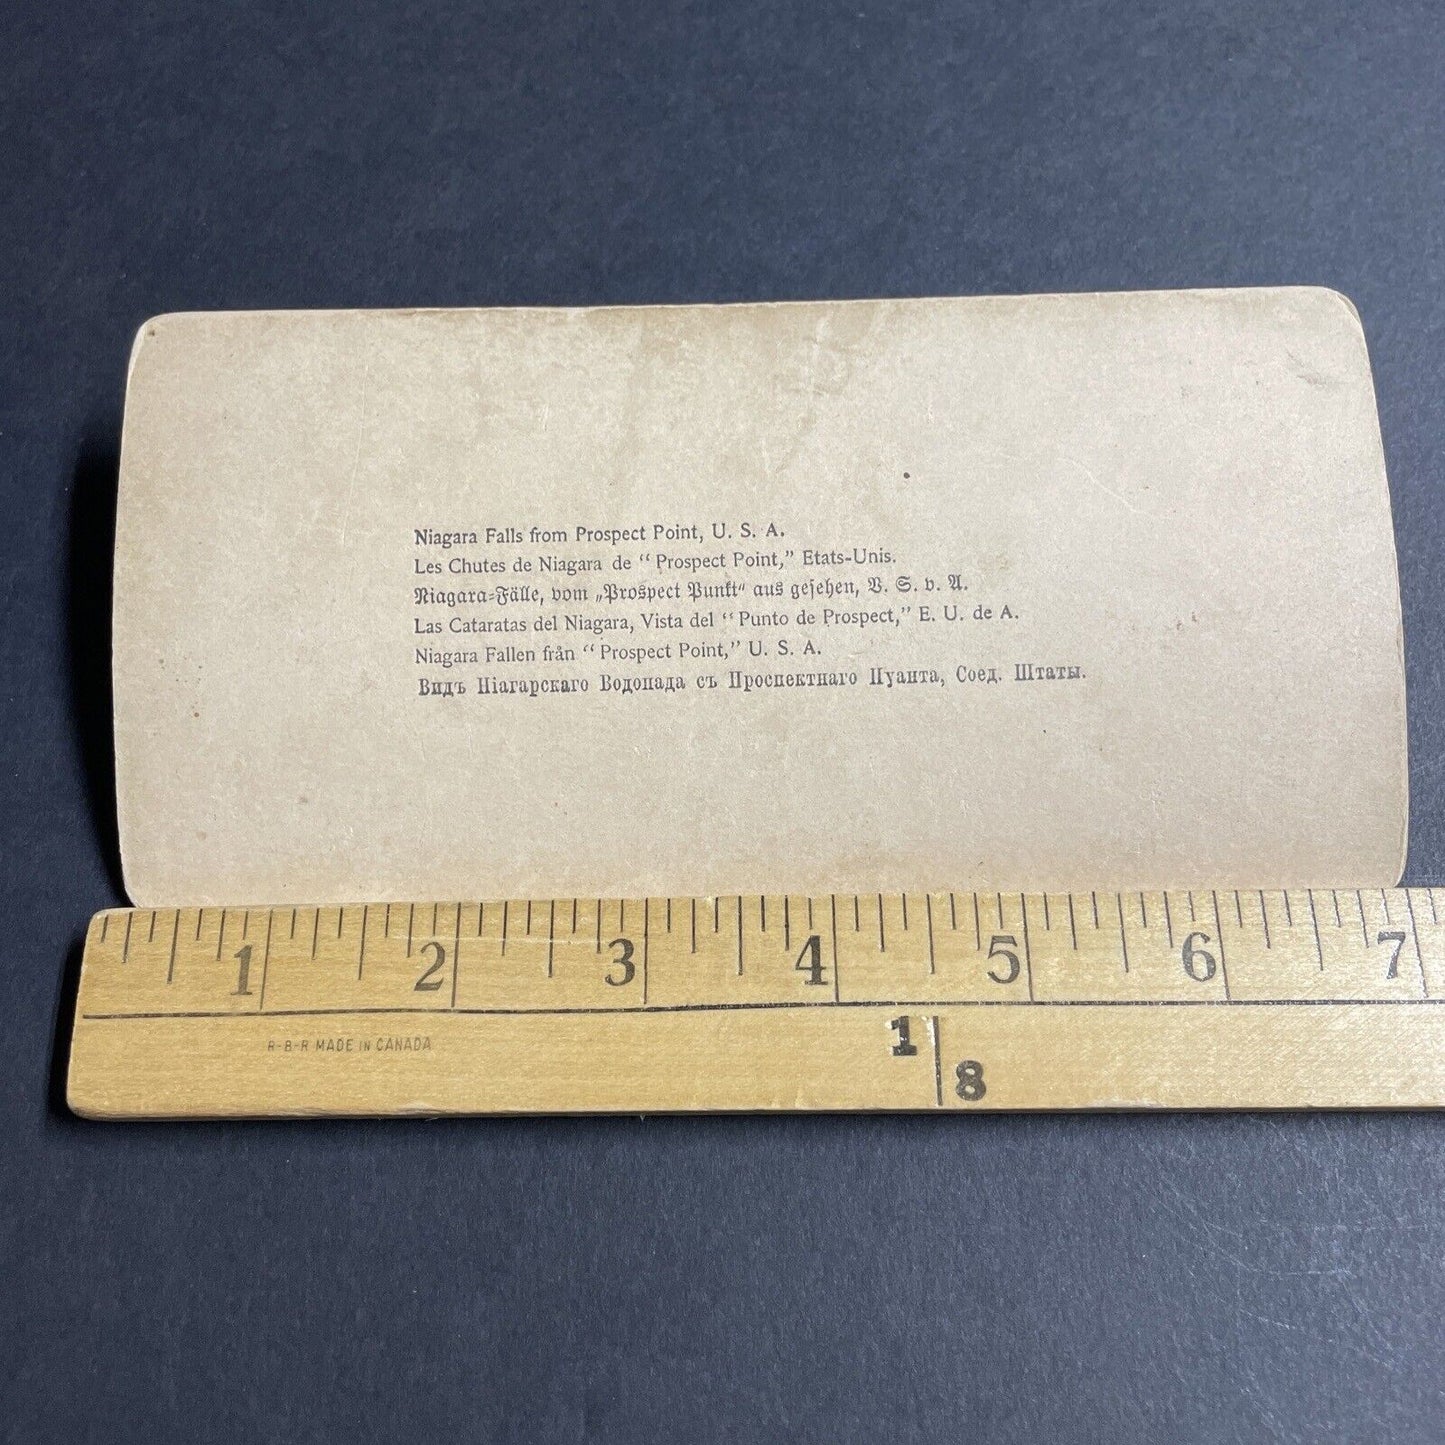 Niagara Falls from Prospect Point, U. S. A.
Les Chutes de Niagara de “Prospect Point,” Etats-Unis.
Niagara-Fälle, vom „Prospect Punkt“ aus gesehen, V. S. v. A.
Las Cataratas del Niagara, Vista del “Punto de Prospect,” E. U. de A.
Niagara Fallen från “Prospect Point,” U. S. A.
Видъ Ніагарскаго Водопада съ Проспектнаго Пуанта, Соед. Штаты.
1 2 3 4 5 6 7
R-B-R MADE IN CANADA
1
8